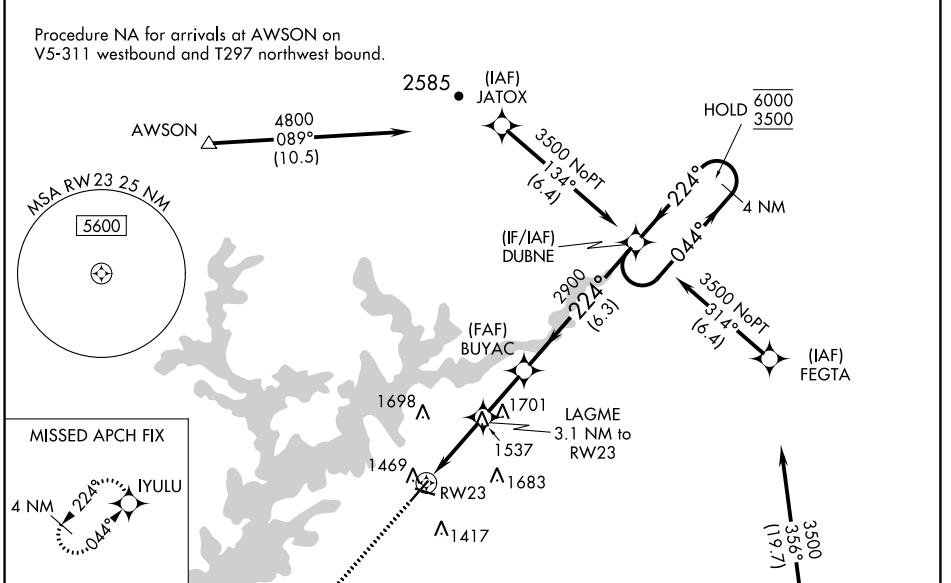 Procedure NA for arrivals at AWSON on
V5-311 westbound and T297 northwest bound.
2585
(IAF)
JATOX
HOLD
6000
3500
AWSON
4800
089°
(10.5)
3500 NoPT
134°
(6.4)
224°
4 NM
044°
MSA RW23 25 NM
5600
(IF/IAF)
DUBNE
2900
224°
(6.3)
3500 NoPT
314°
(6.4)
(IAF)
FEGTA
(FAF)
BUYAC
1698
1701
LAGME
3.1 NM to
RW23
1537
1469
1683
RW23
1417
MISSED APCH FIX
IYULU
4 NM
224°
044°
3500
356°
(19.7)